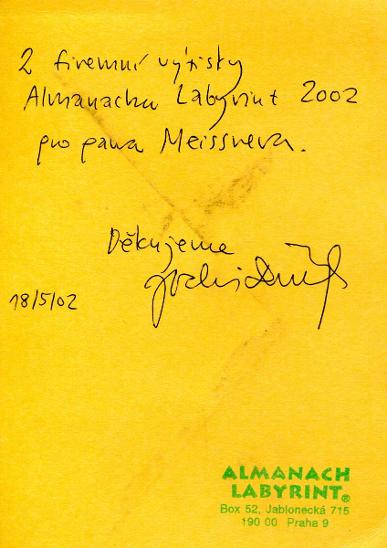 2 firemní výtisky
Almanachu Labyrint 2002
pro pana Meissnera.
Děkujeme
18/5/02
ALMANACH
LABYRINT®
Box 52, Jablonecká 715
190 00 Praha 9